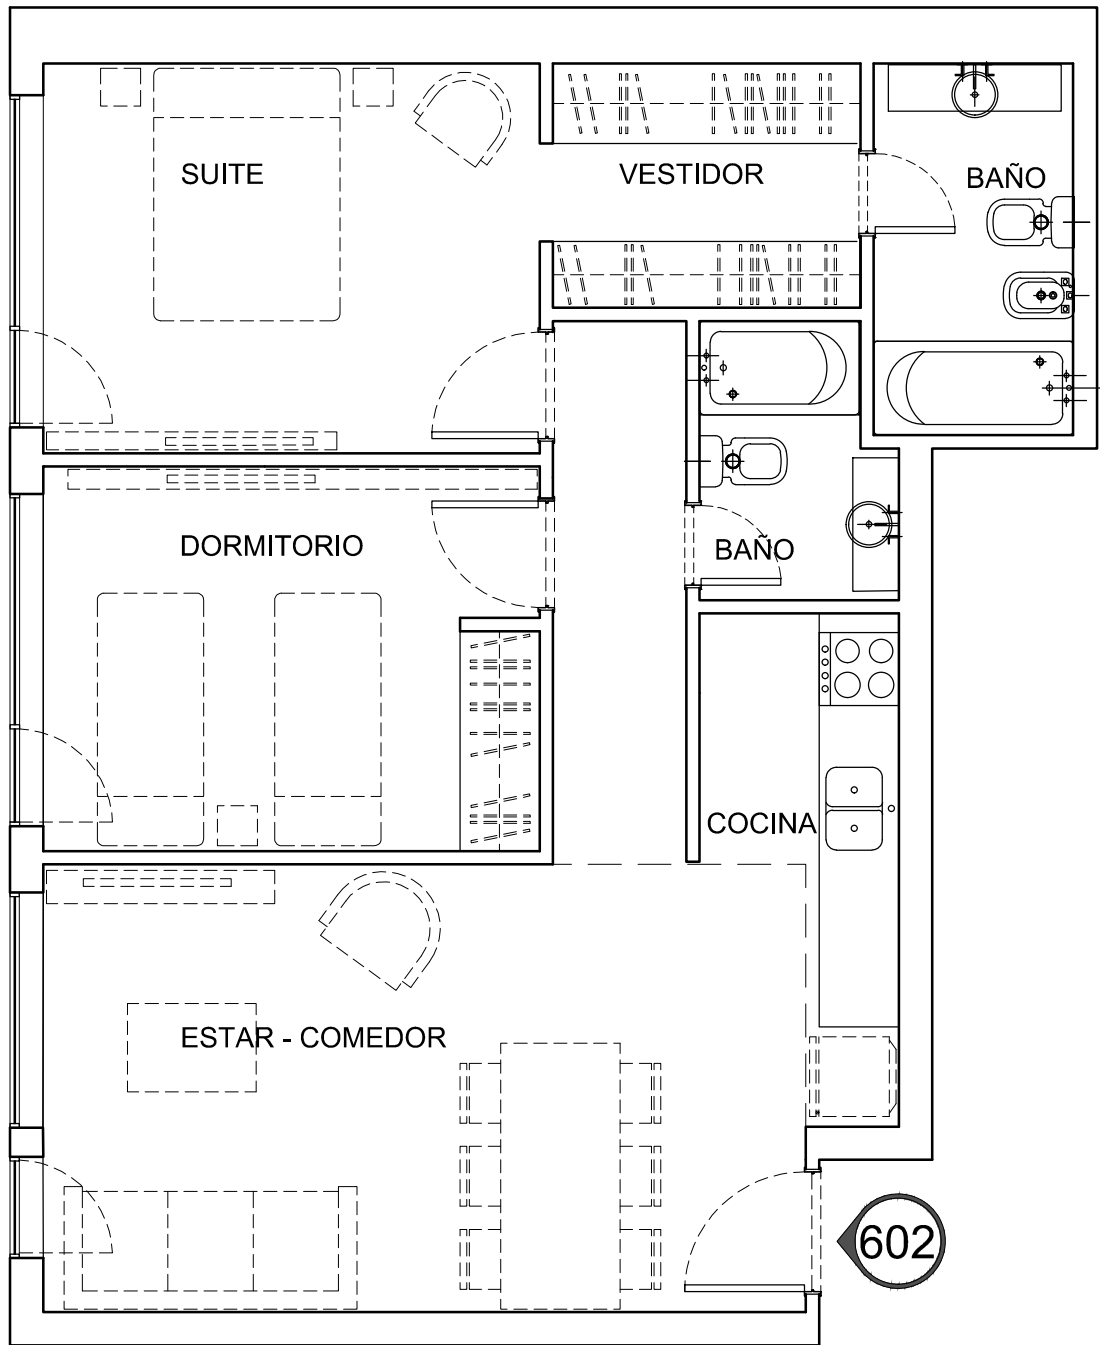 SUITE
VESTIDOR
BAÑO
DORMITORIO
BAÑO
COCINA
ESTAR - COMEDOR
602